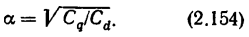 α = √C_q/C_d.    (2.154)